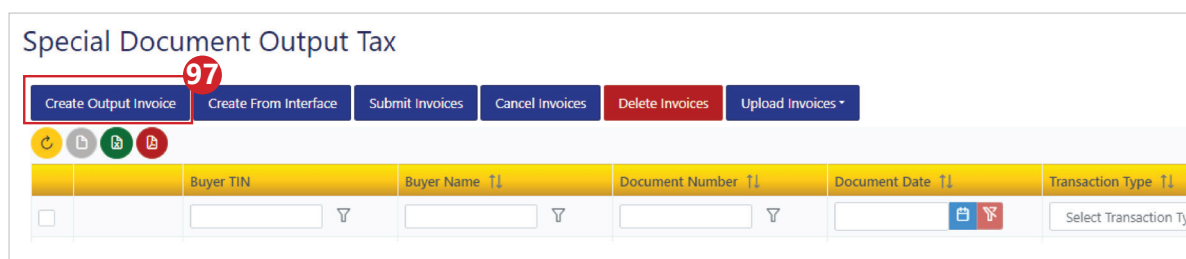 Special Document Output Tax
97
Create Output Invoice Create From Interface Submit Invoices Cancel Invoices Delete Invoices Upload Invoices
Buyer TIN Buyer Name Document Number Document Date Transaction Type
Select Transaction Ty